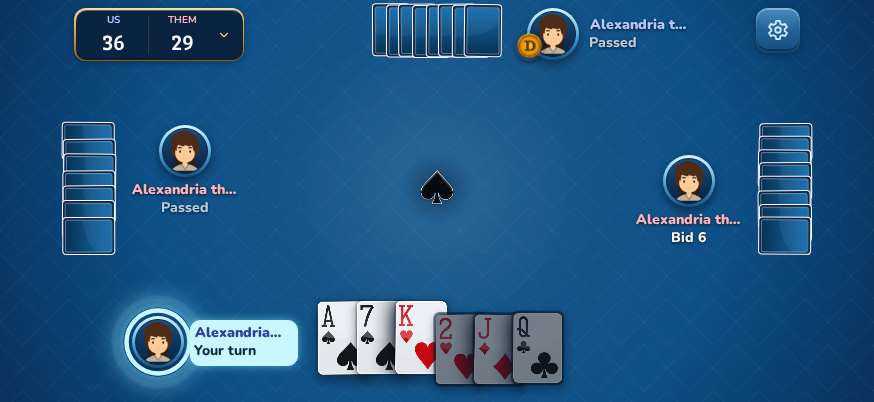 US
THEM
36
29
D
Alexandria t...
Passed
Alexandria th...
Passed
Alexandria th...
Bid 6
Alexandria...
Your turn
A
7
K
2
J
Q